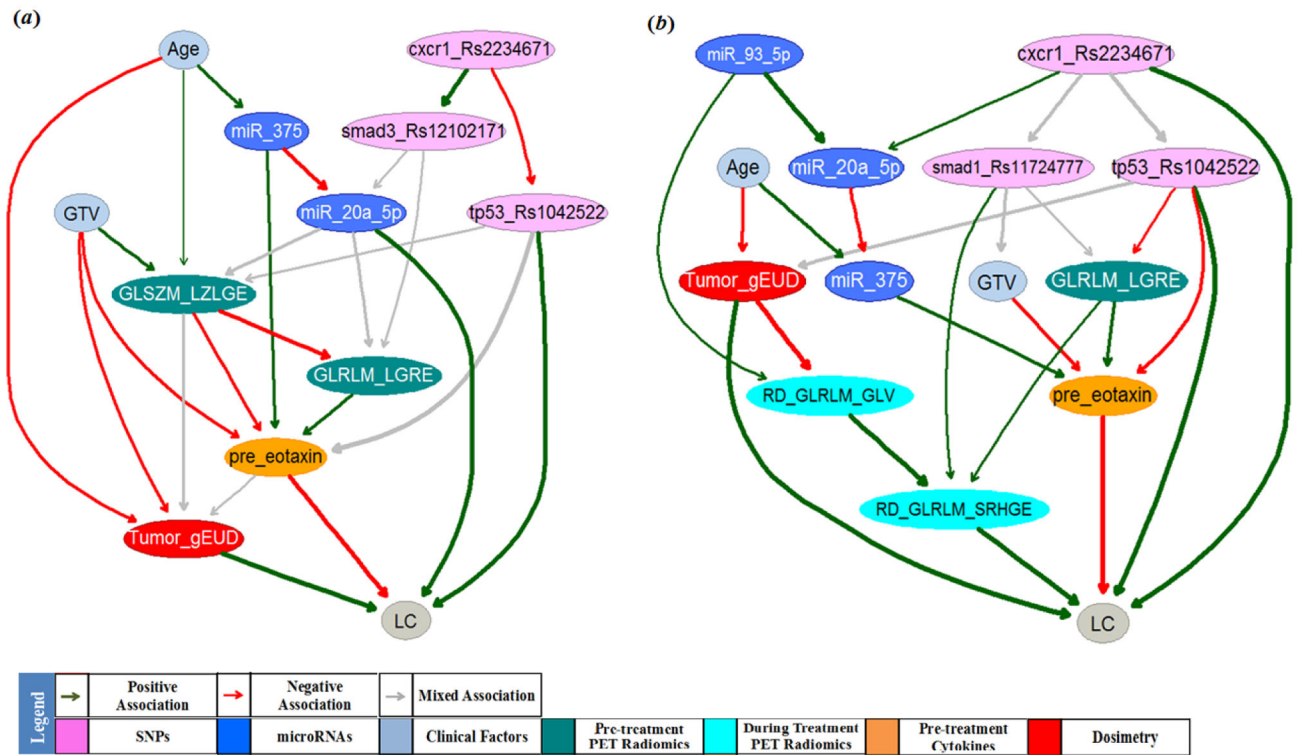 (a)
Age
cxcr1_Rs2234671
miR_375
smad3_Rs12102171
GTV
miR_20a_5p
tp53_Rs1042522
GLSZM_LZLGE
GLRLM_LGRE
pre_eotaxin
Tumor_gEUD
LC
(b)
miR_93_5p
cxcr1_Rs2234671
Age
miR_20a_5p
smad1_Rs11724777
tp53_Rs1042522
Tumor_gEUD
miR_375
GTV
GLRLM_LGRE
RD_GLRLM_GLV
pre_eotaxin
RD_GLRLM_SRHGE
LC
Legend
Positive
Association
Negative
Association
Mixed Association
SNPs
microRNAs
Clinical Factors
Pre-treatment
PET Radiomics
During Treatment
PET Radiomics
Pre-treatment
Cytokines
Dosimetry